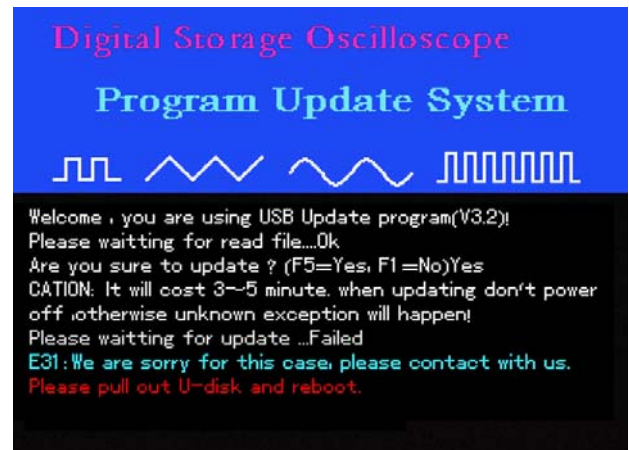 Digital Storage Oscilloscope
Program Update System
Welcome , you are using USB Update program(V3.2)!
Please waitting for read file....Ok
Are you sure to update ? (F5=Yes, F1 =No)Yes
CATION: It will cost 3~5 minute. when updating don't power
off ,otherwise unknown exception will happen!
Please waitting for update ...Failed
E31:We are sorry for this case, please contact with us.
Please pull out U-disk and reboot.